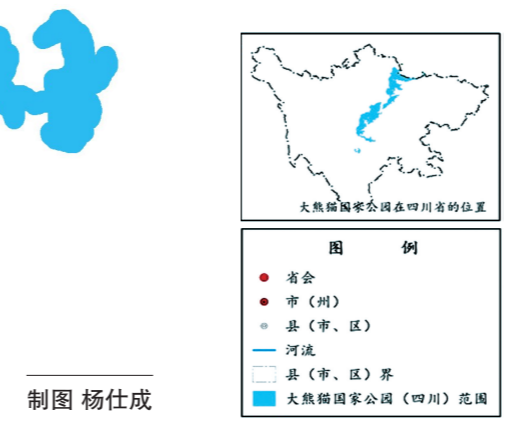 大熊猫国家公园在四川省的位置
图 例
省会
市（州）
县（市、区）
河流
县（市、区）界
大熊猫国家公园（四川）范围
制图 杨仕成